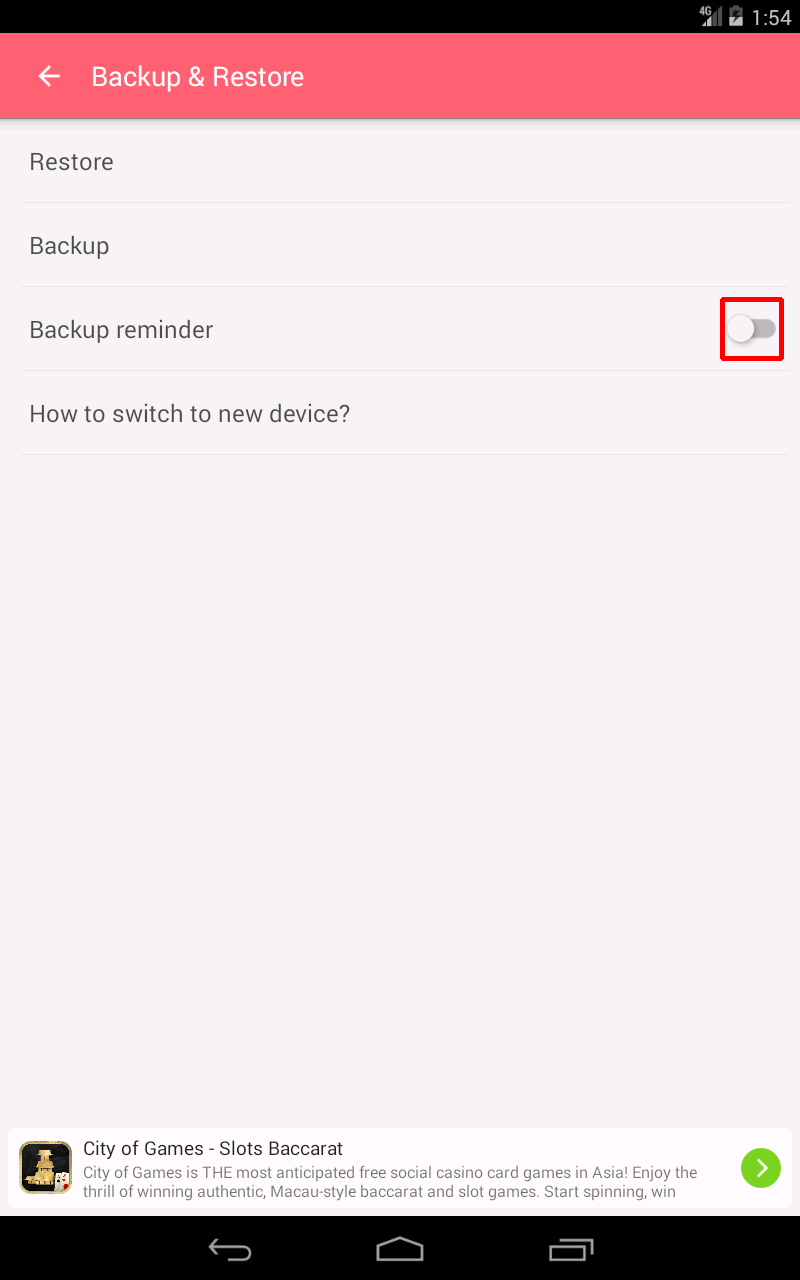 4G 1:54
Backup & Restore
Restore
Backup
Backup reminder
How to switch to new device?
City of Games - Slots Baccarat
City of Games is THE most anticipated free social casino card games in Asia! Enjoy the
thrill of winning authentic, Macau-style baccarat and slot games. Start spinning, win